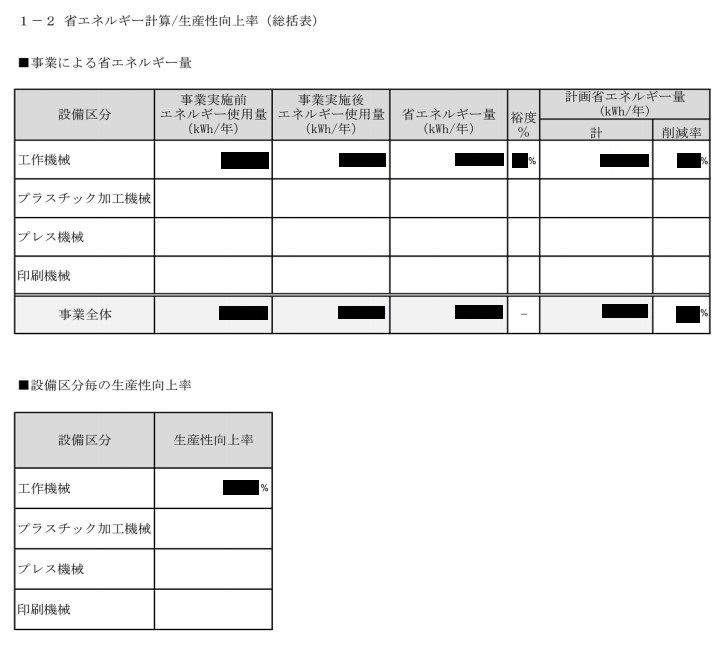 １－２ 省エネルギー計算/生産性向上率（総括表）
■事業による省エネルギー量
設備区分
事業実施前
エネルギー使用量
（kWh/年）
事業実施後
エネルギー使用量
（kWh/年）
省エネルギー量
（kWh/年）
裕度
％
計画省エネルギー量
（kWh/年）
計
削減率
工作機械 % %
プラスチック加工機械
プレス機械
印刷機械
事業全体 － %
■設備区分毎の生産性向上率
設備区分 生産性向上率
工作機械 %
プラスチック加工機械
プレス機械
印刷機械